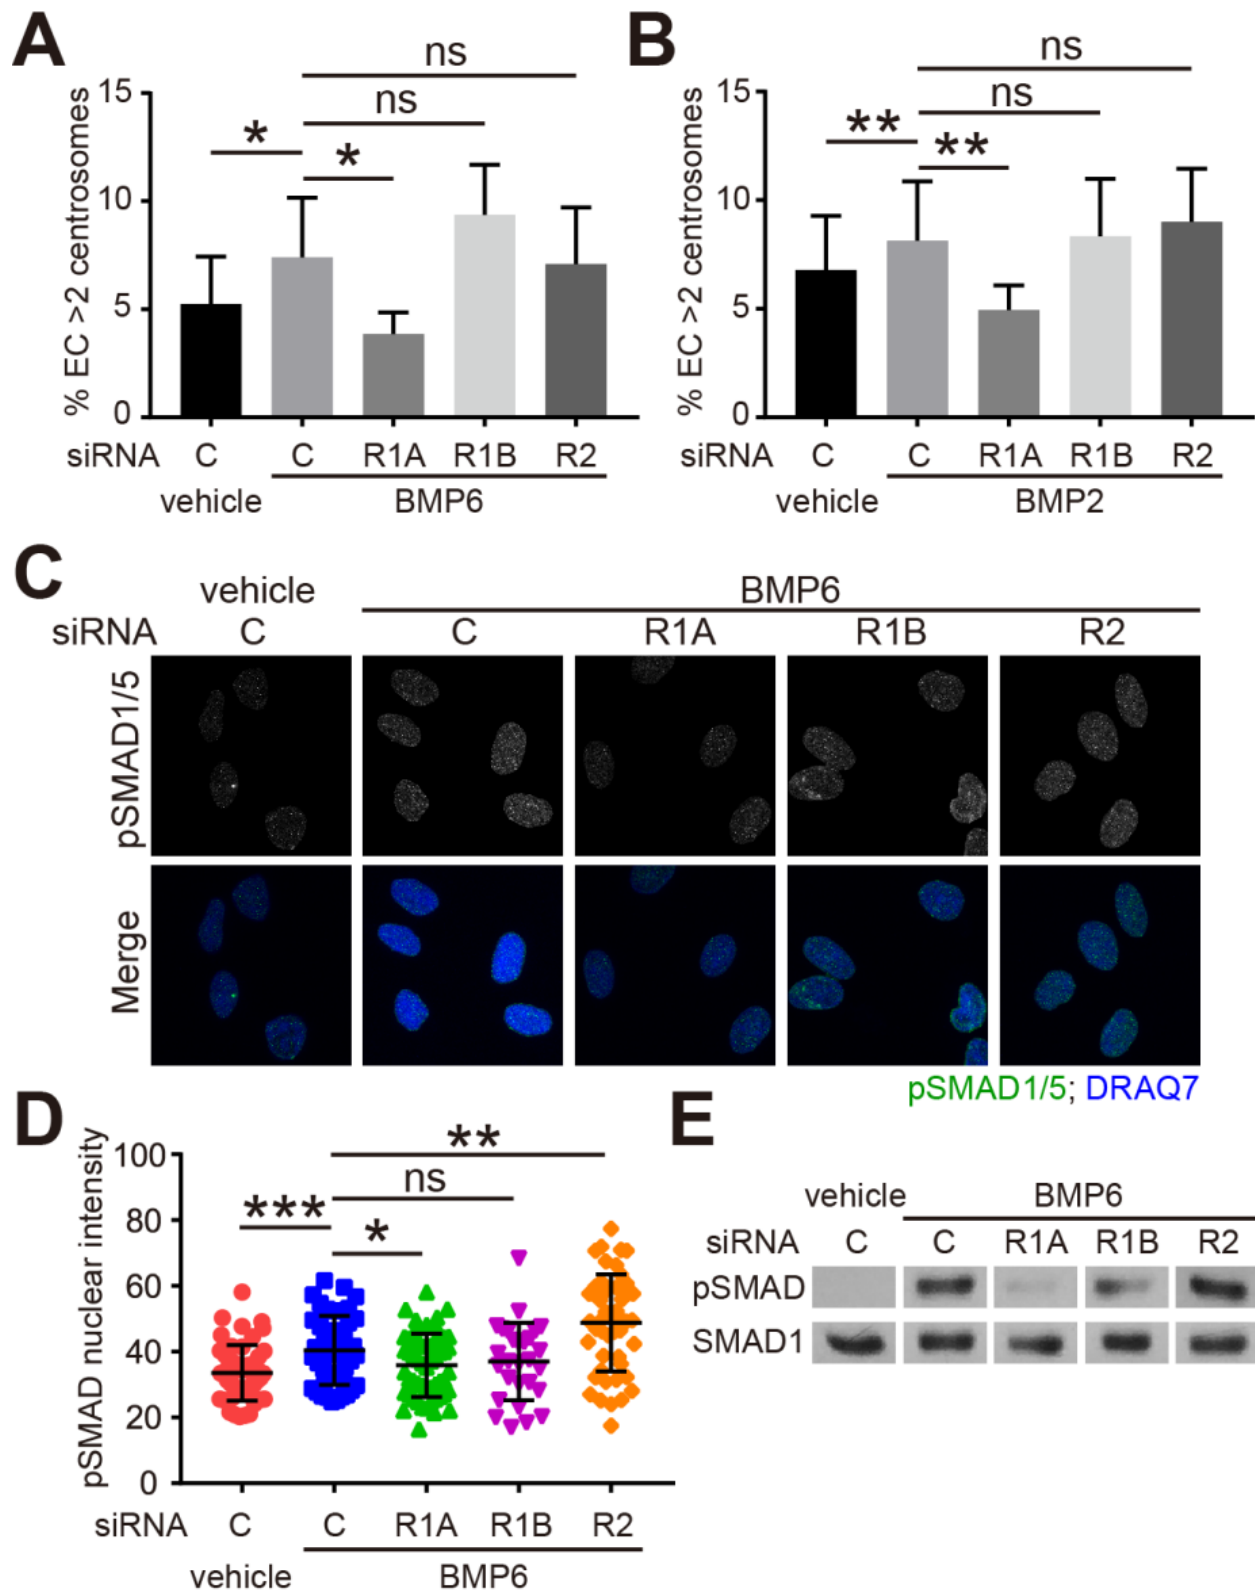 A
ns
ns
*
*
% EC >2 centrosomes
15
10
5
0
siRNA C C R1A R1B R2
vehicle BMP6
B
ns
ns
**
**
% EC >2 centrosomes
15
10
5
0
siRNA C C R1A R1B R2
vehicle BMP2
C
vehicle BMP6
siRNA C C R1A R1B R2
pSMAD1/5
Merge
pSMAD1/5; DRAQ7
D
**
ns
***
*
pSMAD nuclear intensity
100
80
60
40
20
0
siRNA C C R1A R1B R2
vehicle BMP6
E
vehicle BMP6
siRNA C C R1A R1B R2
pSMAD
SMAD1